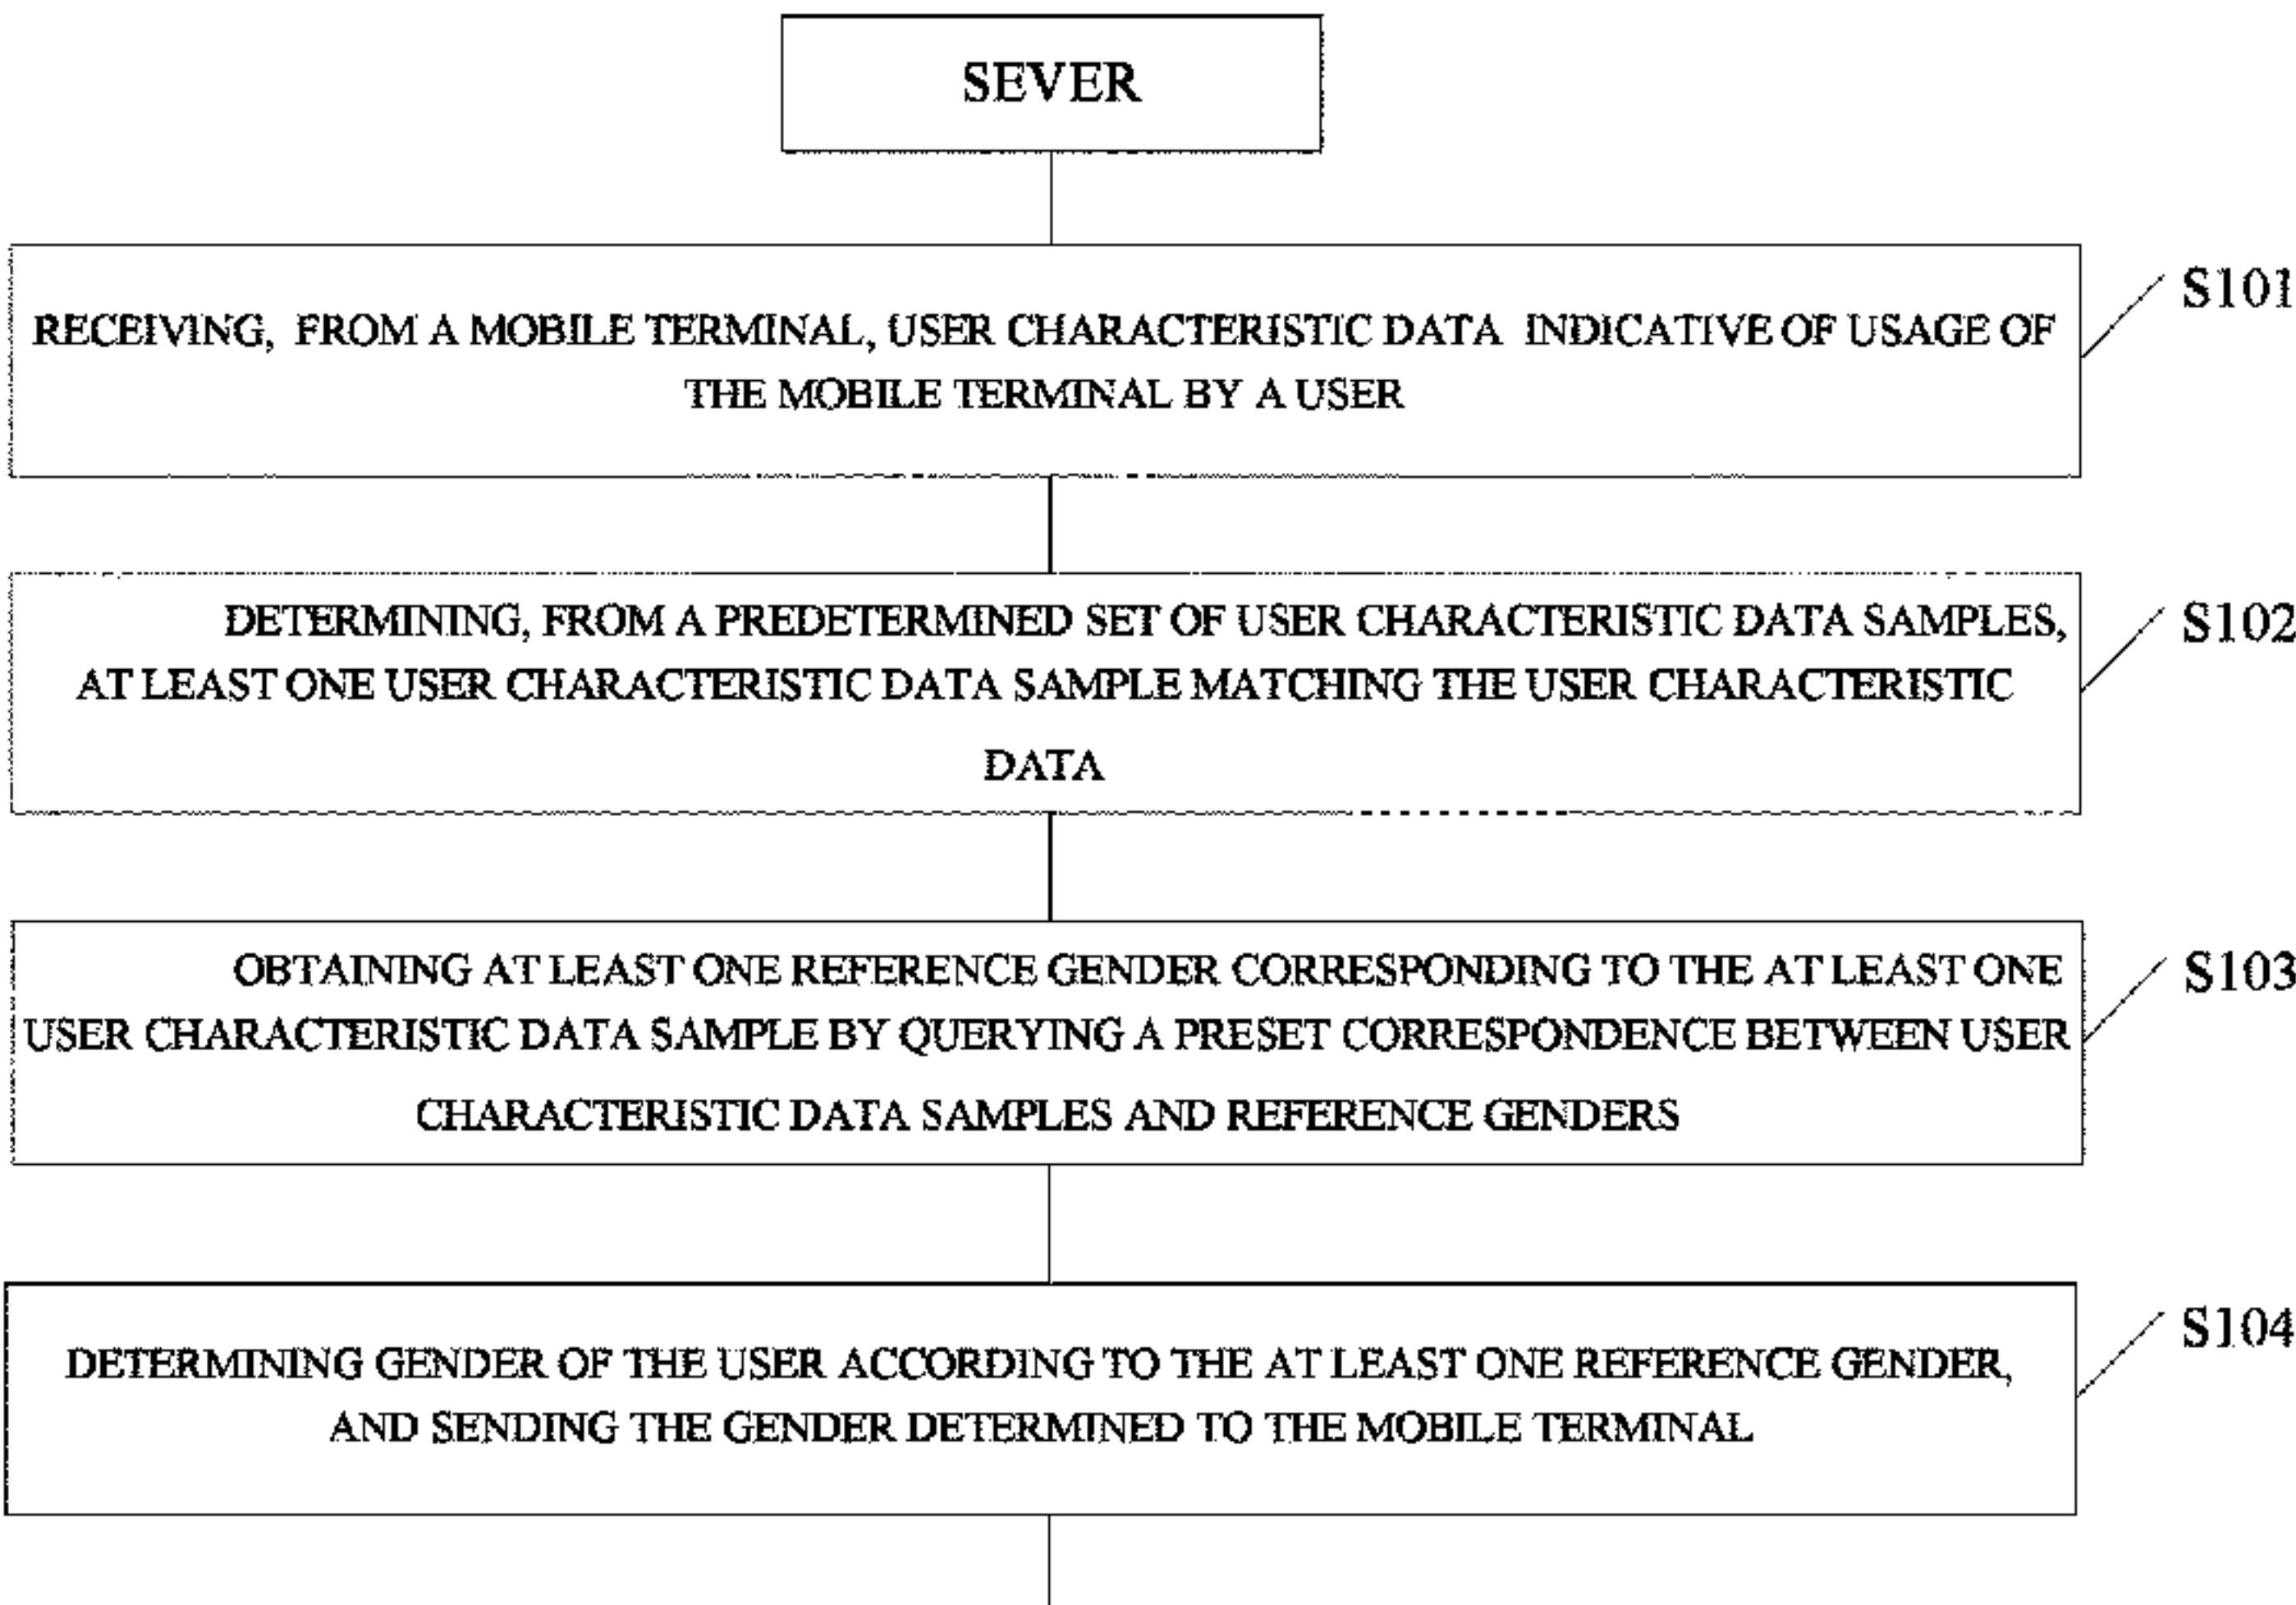 SEVER
RECEIVING, FROM A MOBILE TERMINAL, USER CHARACTERISTIC DATA INDICATIVE OF USAGE OF
THE MOBILE TERMINAL BY A USER
S101
DETERMINING, FROM A PREDETERMINED SET OF USER CHARACTERISTIC DATA SAMPLES,
AT LEAST ONE USER CHARACTERISTIC DATA SAMPLE MATCHING THE USER CHARACTERISTIC
DATA
S102
OBTAINING AT LEAST ONE REFERENCE GENDER CORRESPONDING TO THE AT LEAST ONE
USER CHARACTERISTIC DATA SAMPLE BY QUERYING A PRESET CORRESPONDENCE BETWEEN USER
CHARACTERISTIC DATA SAMPLES AND REFERENCE GENDERS
S103
DETERMINING GENDER OF THE USER ACCORDING TO THE AT LEAST ONE REFERENCE GENDER,
AND SENDING THE GENDER DETERMINED TO THE MOBILE TERMINAL
S104